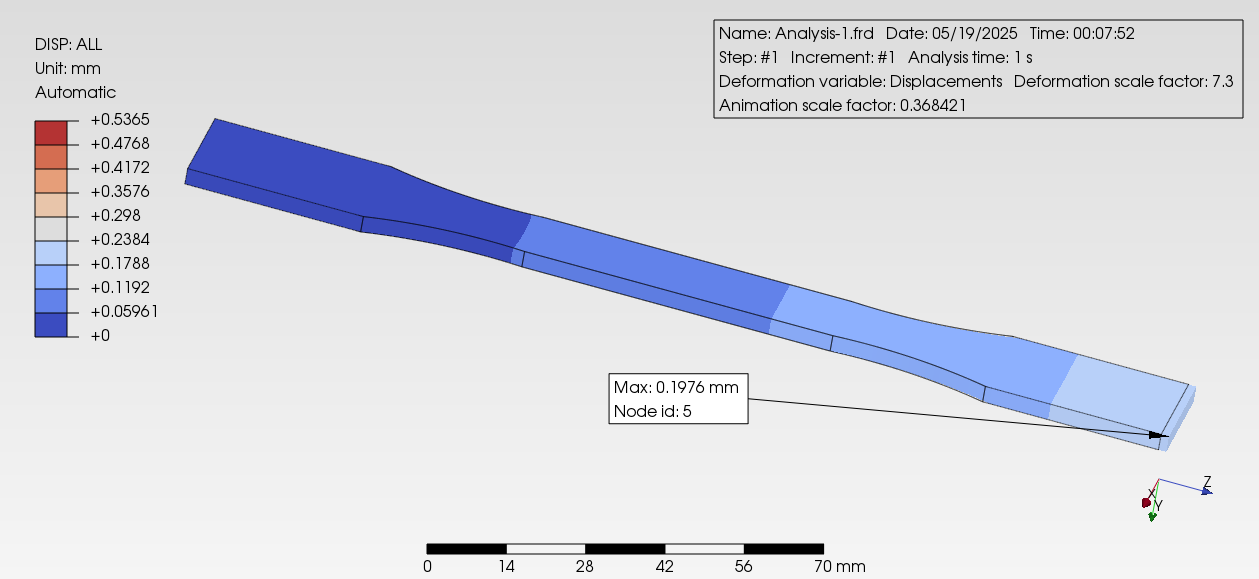 DISP: ALL
Unit: mm
Automatic
+0.5365
+0.4768
+0.4172
+0.3576
+0.298
+0.2384
+0.1788
+0.1192
+0.05961
+0
Name: Analysis-1.frd   Date: 05/19/2025   Time: 00:07:52
Step: #1   Increment: #1   Analysis time: 1 s
Deformation variable: Displacements   Deformation scale factor: 7.3
Animation scale factor: 0.368421
Max: 0.1976 mm
Node id: 5
X
Y
Z
0 14 28 42 56 70 mm